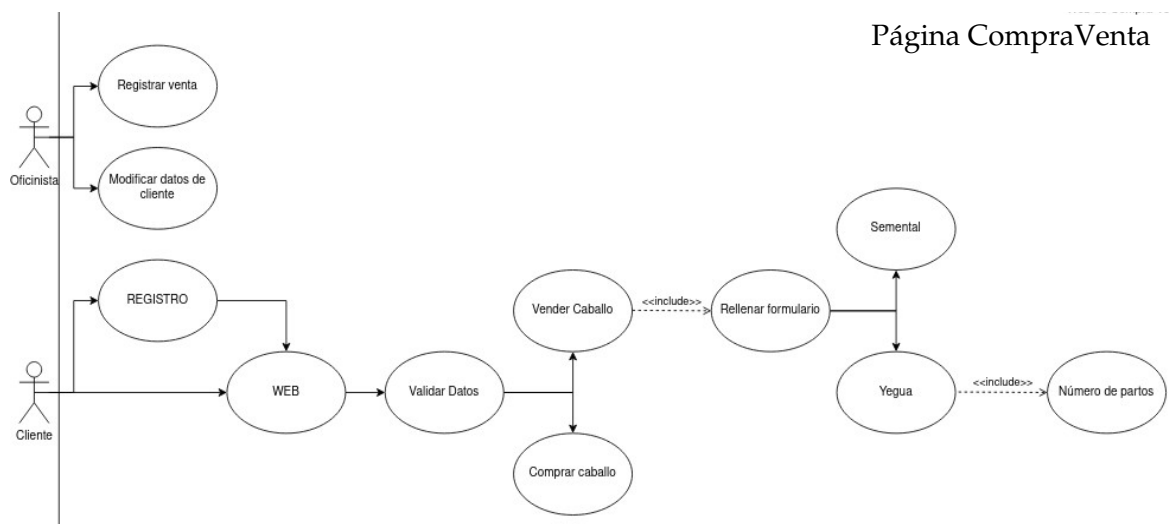 Página CompraVenta
Registrar venta
Oficinista
Modificar datos de
cliente
Semental
REGISTRO
Vender Caballo
<<include>>
Rellenar formulario
WEB
Validar Datos
Yegua
<<include>>
Número de partos
Cliente
Comprar caballo